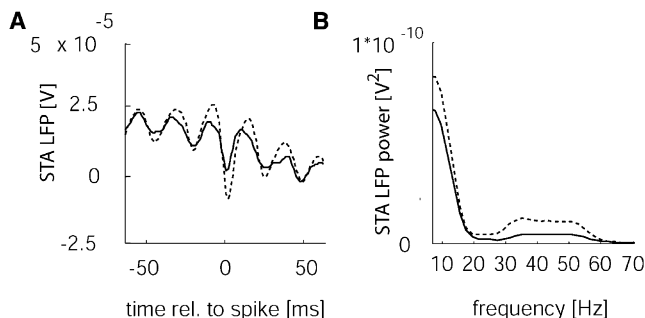 A
-5
5 x 10
2.5
0
-2.5
STA LFP [V]
-50 0 50
time rel. to spike [ms]
B
-10
1*10
0
STA LFP power [V²]
10 20 30 40 50 60 70
frequency [Hz]